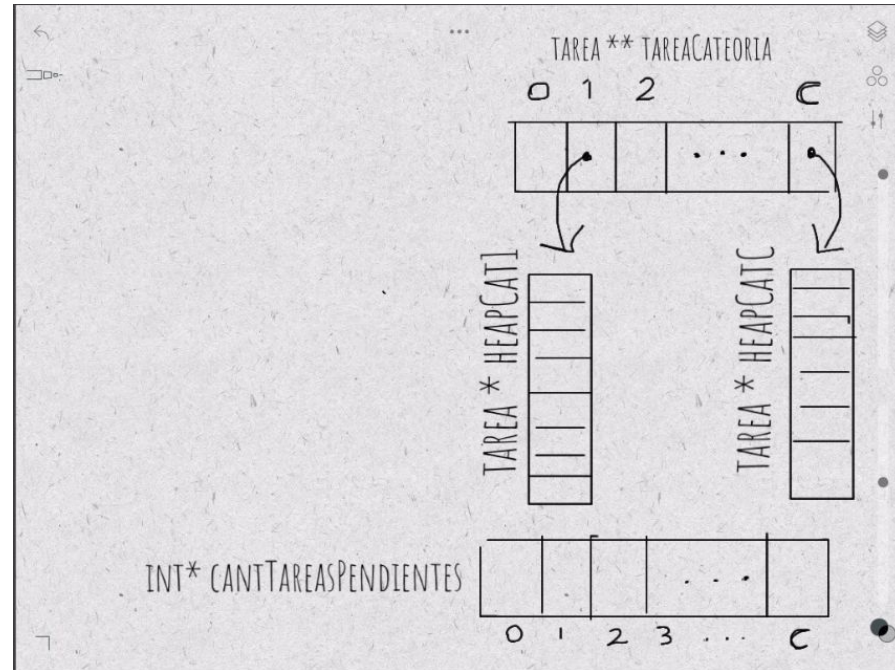 TAREA ** TAREACATEORIA
0 1 2 C
TAREA * HEAPCAT1
TAREA * HEAPCATC
INT* CANTTAREASPENDIENTES
0 1 2 3 .... C